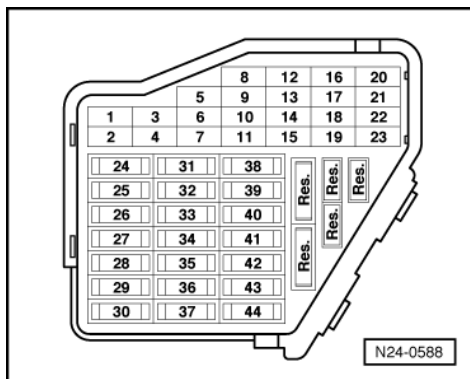 8 12 16 20
5 9 13 17 21
1 3 6 10 14 18 22
2 4 7 11 15 19 23
24 31 38
25 32 39
26 33 40
27 34 41
28 35 42
29 36 43
30 37 44
Res. Res. Res.
Res. Res.
N24-0588